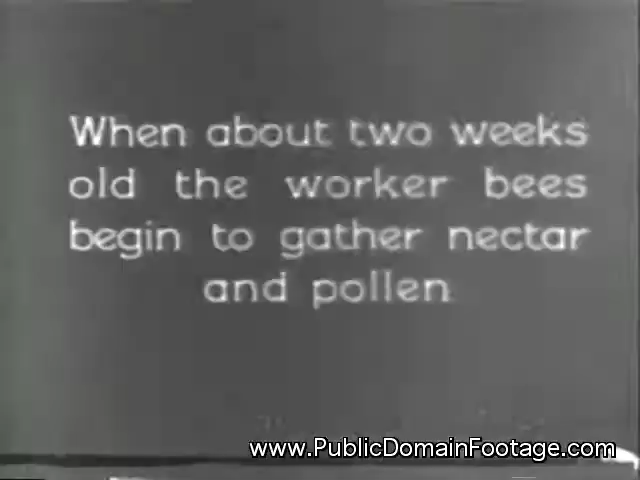 When about two weeks
old the worker bees
begin to gather nectar
and pollen
www.PublicDomainFootage.com